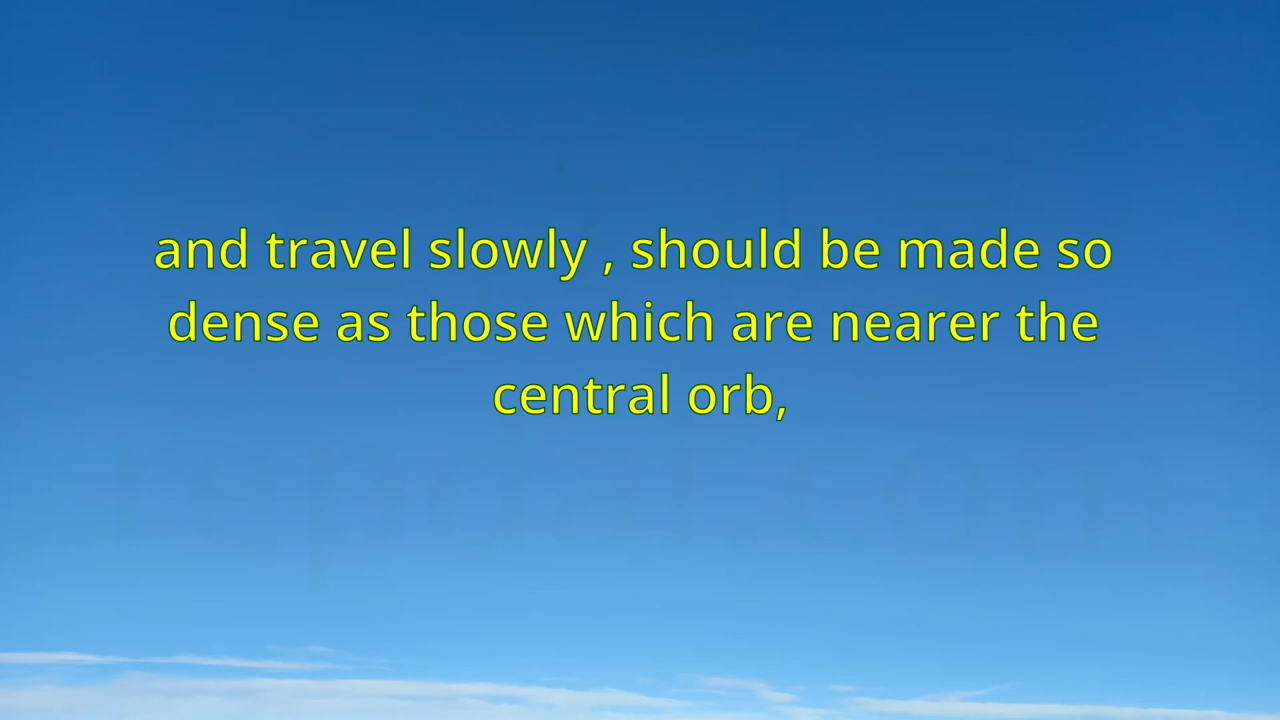 and travel slowly , should be made so
dense as those which are nearer the
central orb,